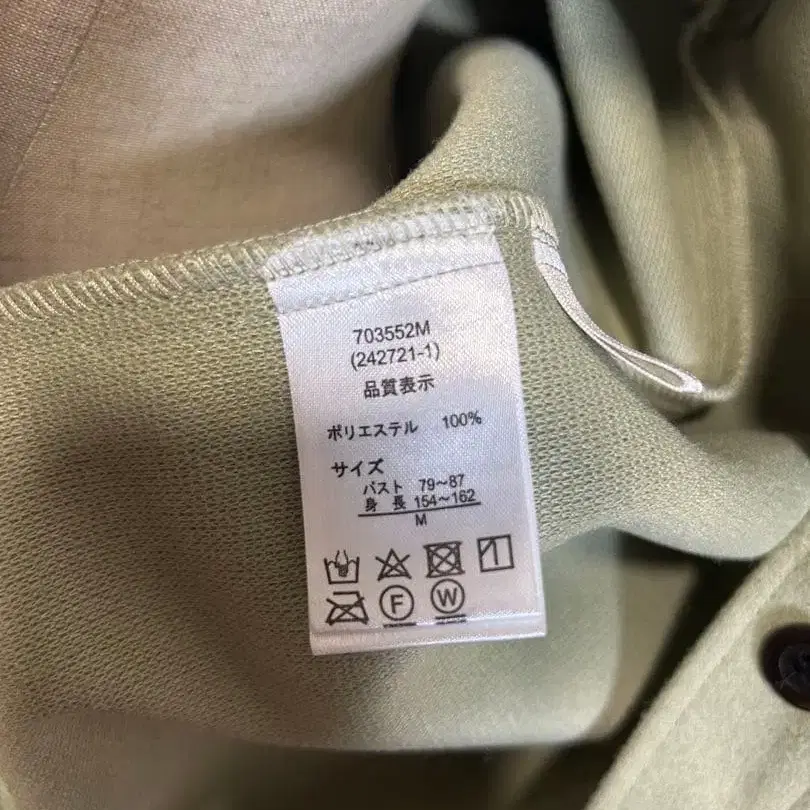 703552M
(242721-1)
品質表示
ポリエステル 100%
サイズ
バスト 79～87
身長 154～162
M
F W